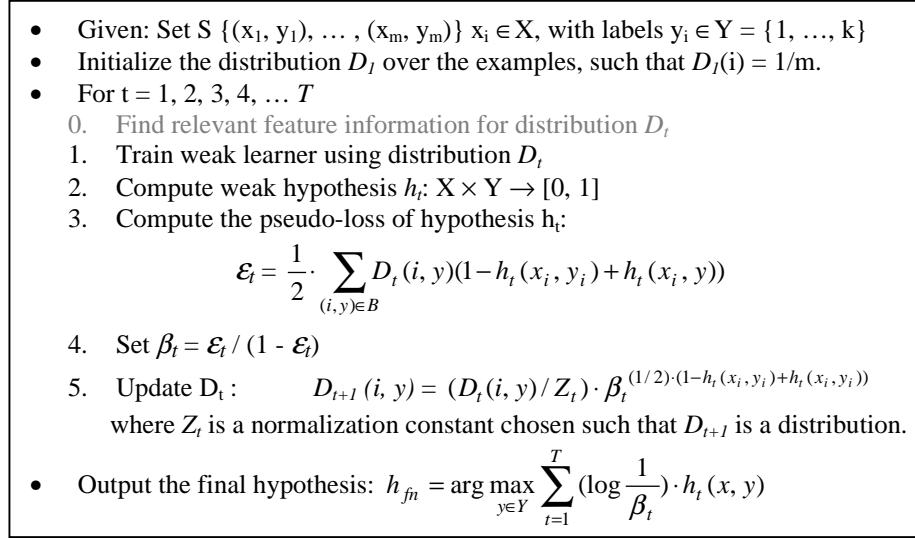 • Given: Set S {(x₁, y₁), … , (xₘ, yₘ)} xᵢ ∈ X, with labels yᵢ ∈ Y = {1, …, k}
• Initialize the distribution D₁ over the examples, such that D₁(i) = 1/m.
• For t = 1, 2, 3, 4, … T
0. Find relevant feature information for distribution Dₜ
1. Train weak learner using distribution Dₜ
2. Compute weak hypothesis hₜ: X × Y → [0, 1]
3. Compute the pseudo-loss of hypothesis hₜ:
εₜ = 1/2 · ∑_{(i, y)∈B} Dₜ (i, y)(1 − hₜ (xᵢ, yᵢ) + hₜ (xᵢ, y))
4. Set βₜ = εₜ / (1 - εₜ)
5. Update Dₜ : Dₜ₊₁ (i, y) = (Dₜ (i, y) / Zₜ) · βₜ^{(1/2)·(1−hₜ (xᵢ, yᵢ)+hₜ (xᵢ, yᵢ))}
where Zₜ is a normalization constant chosen such that Dₜ₊₁ is a distribution.
• Output the final hypothesis: h_{fn} = arg max_{y∈Y} ∑_{t=1}^{T} (log 1/βₜ) · hₜ (x, y)